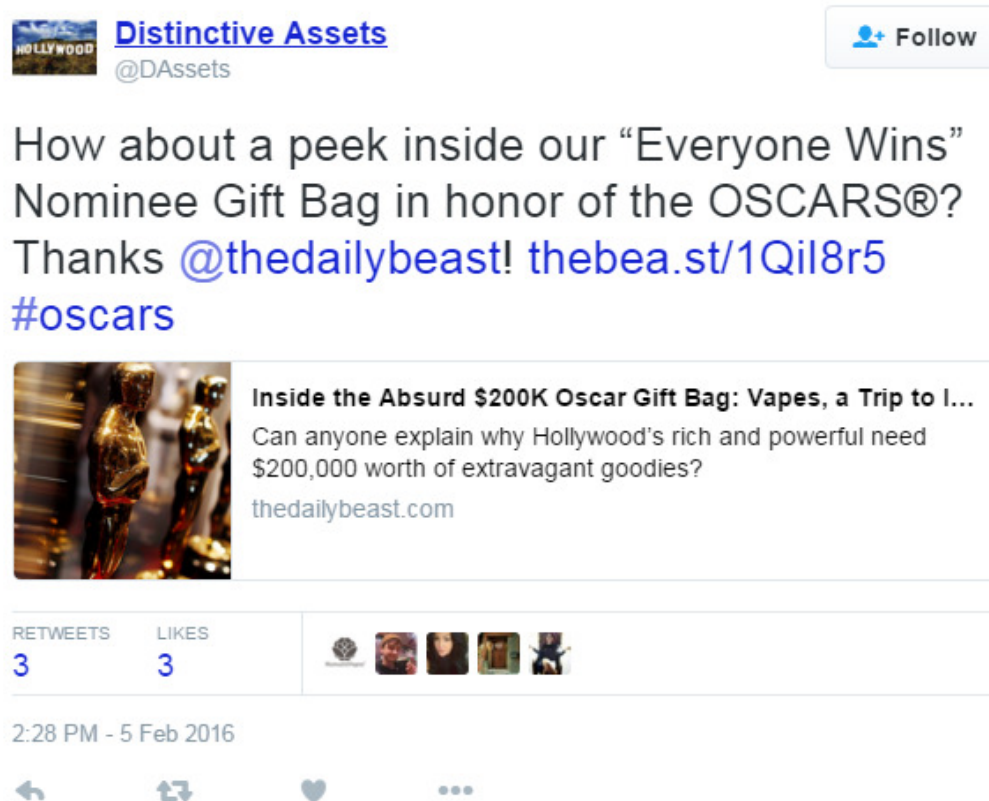 HOLLYWOOD
Distinctive Assets
@DAssets
Follow
How about a peek inside our “Everyone Wins”
Nominee Gift Bag in honor of the OSCARS®?
Thanks @thedailybeast! thebea.st/1Qil8r5
#oscars
Inside the Absurd $200K Oscar Gift Bag: Vapes, a Trip to I...
Can anyone explain why Hollywood’s rich and powerful need
$200,000 worth of extravagant goodies?
thedailybeast.com
RETWEETS LIKES
3 3
2:28 PM - 5 Feb 2016